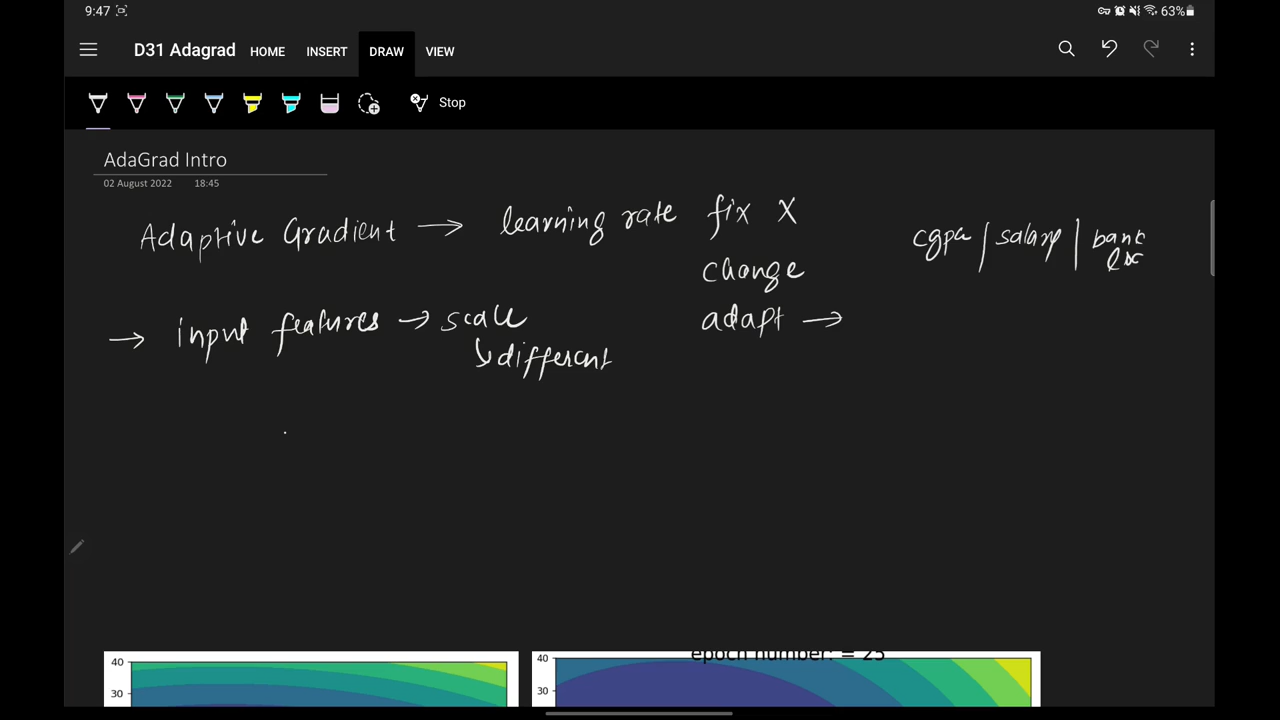 9:47 63%
D31 Adagrad HOME INSERT DRAW VIEW
Stop
AdaGrad Intro
02 August 2022 18:45
Adaptive Gradient → learning rate fix X
change
adapt →
cgpa / salary | bank
→ input features → scale
↳ different
epoch number: = 25
40
30
40
30